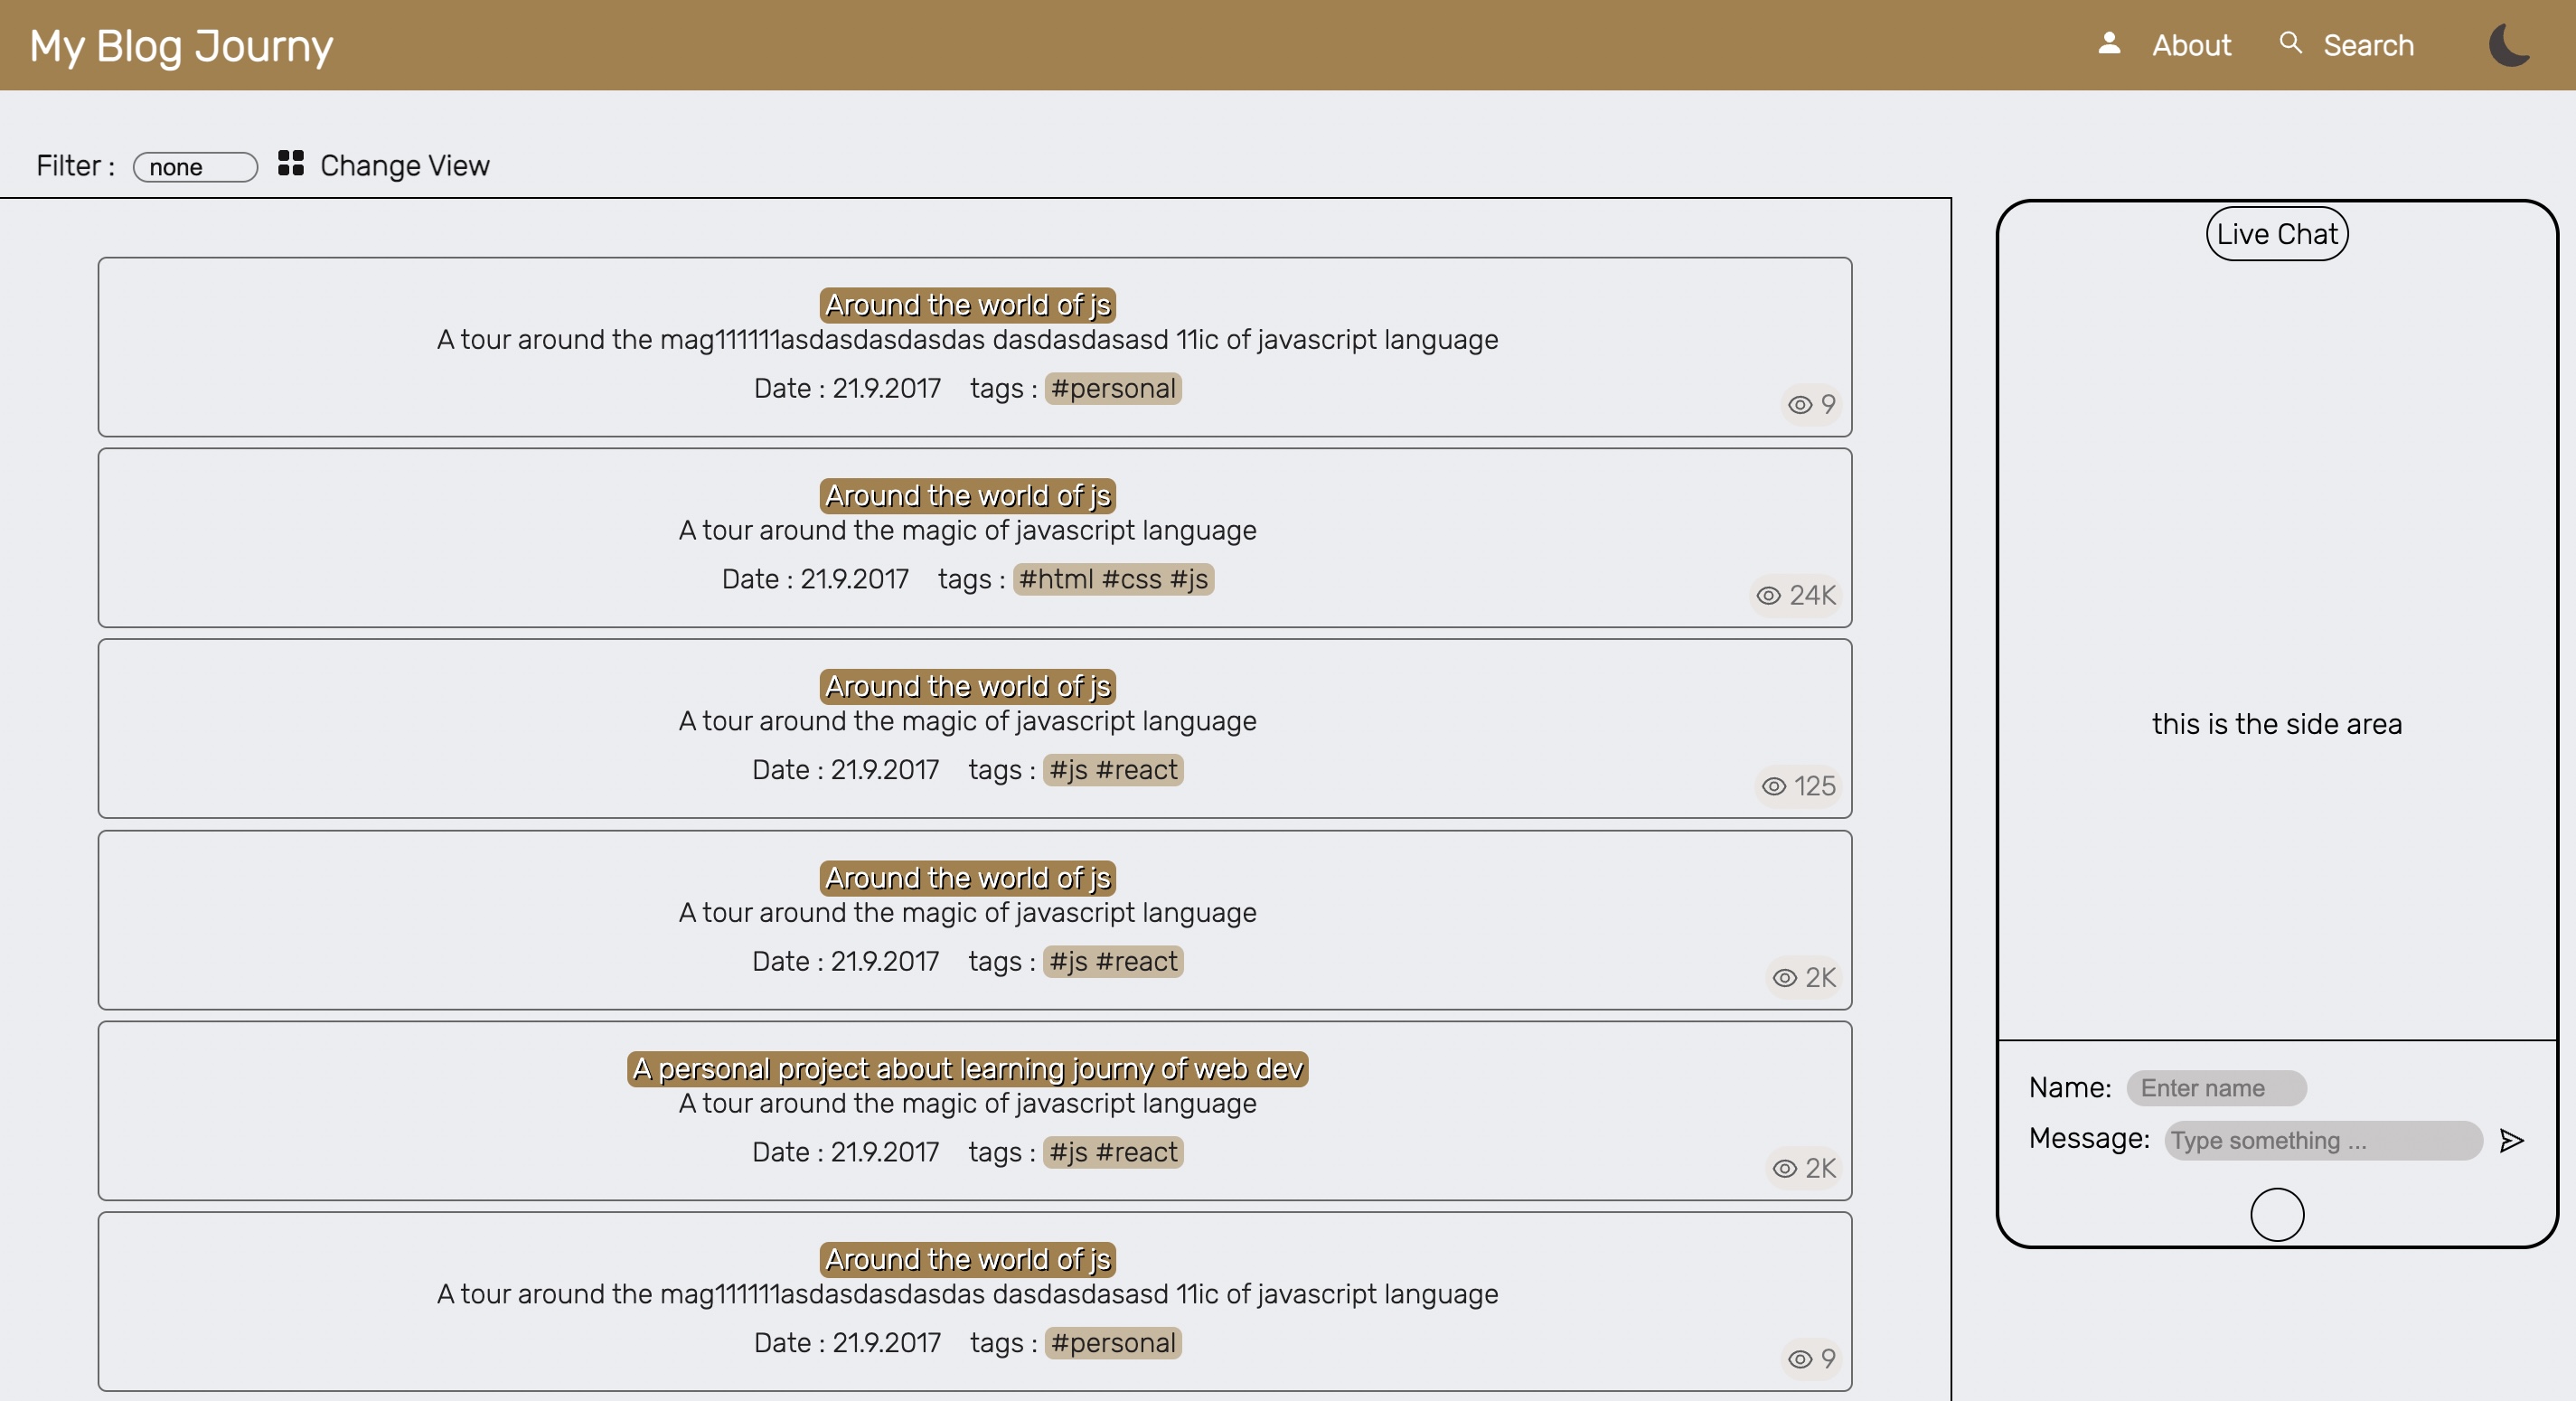 My Blog Journy
About Search
Filter : none Change View
Around the world of js
A tour around the mag111111asdasdasdasdas dasdasdasasd 11ic of javascript language
Date : 21.9.2017 tags : #personal
9
Around the world of js
A tour around the magic of javascript language
Date : 21.9.2017 tags : #html #css #js
24K
Around the world of js
A tour around the magic of javascript language
Date : 21.9.2017 tags : #js #react
125
Around the world of js
A tour around the magic of javascript language
Date : 21.9.2017 tags : #js #react
2K
A personal project about learning journy of web dev
A tour around the magic of javascript language
Date : 21.9.2017 tags : #js #react
2K
Around the world of js
A tour around the mag111111asdasdasdasdas dasdasdasasd 11ic of javascript language
Date : 21.9.2017 tags : #personal
9
Live Chat
this is the side area
Name: Enter name
Message: Type something ...